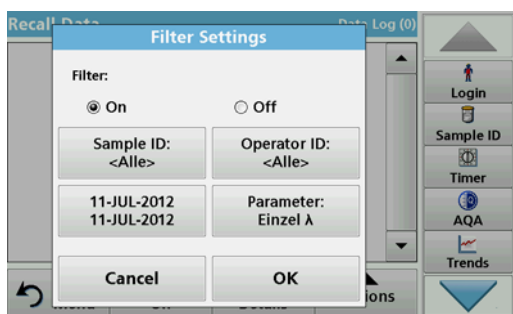 Recall Data
Data Log (0)
Filter Settings
Filter:
On
Off
Sample ID:
<Alle>
Operator ID:
<Alle>
11-JUL-2012
11-JUL-2012
Parameter:
Einzel λ
Cancel
OK
Login
Sample ID
Timer
AQA
Trends